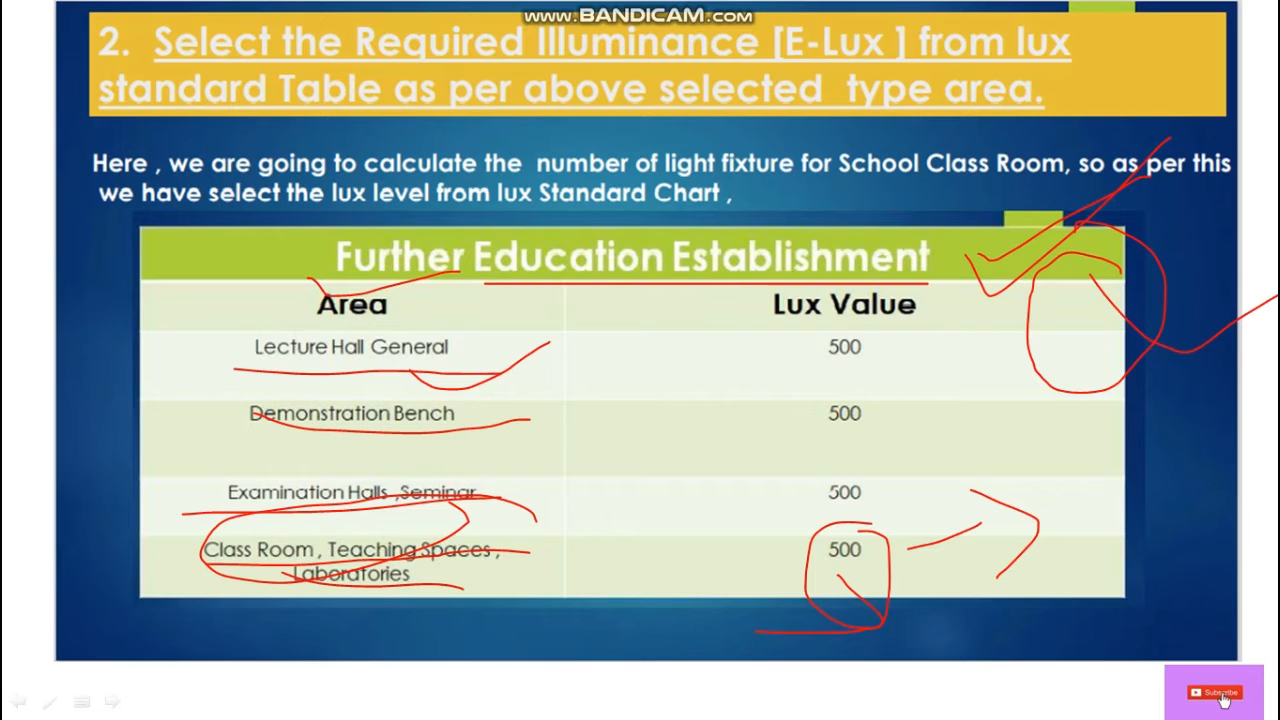 www.BANDICAM.com
2. Select the Required Illuminance [E-Lux ] from lux
standard Table as per above selected type area.
Here , we are going to calculate the number of light fixture for School Class Room, so as per this
we have select the lux level from lux Standard Chart ,
Further Education Establishment
Area Lux Value
Lecture Hall General 500
Demonstration Bench 500
Examination Halls ,Seminar 500
Class Room , Teaching Spaces , 500
Laboratories
Subscribe